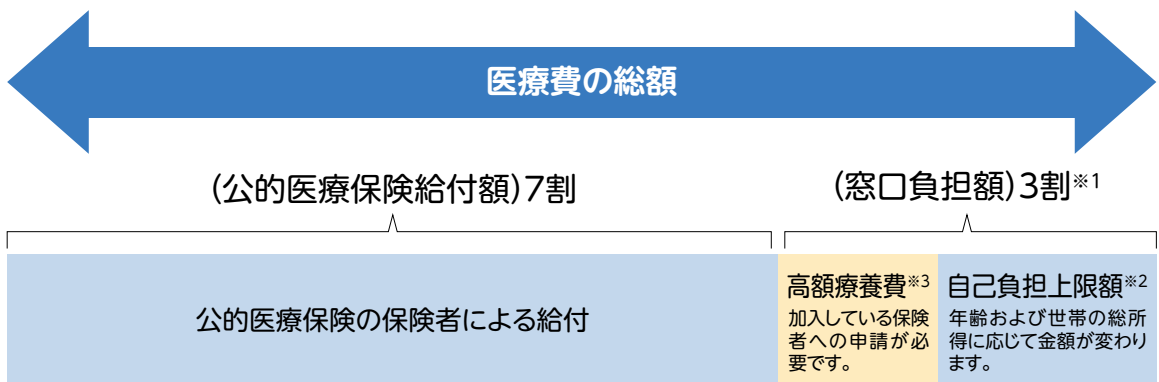 医療費の総額
(公的医療保険給付額)7割
(窓口負担額)3割※1
公的医療保険の保険者による給付
高額療養費※3
加入している保険
者への申請が必
要です。
自己負担上限額※2
年齢および世帯の総所
得に応じて金額が変わり
ます。